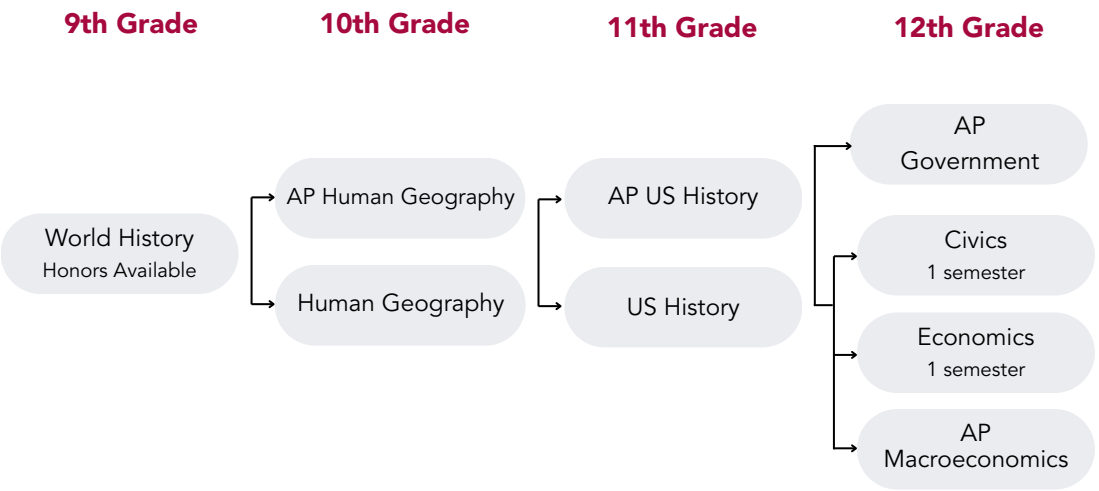 9th Grade
10th Grade
11th Grade
12th Grade
World History
Honors Available
AP Human Geography
Human Geography
AP US History
US History
AP
Government
Civics
1 semester
Economics
1 semester
AP
Macroeconomics